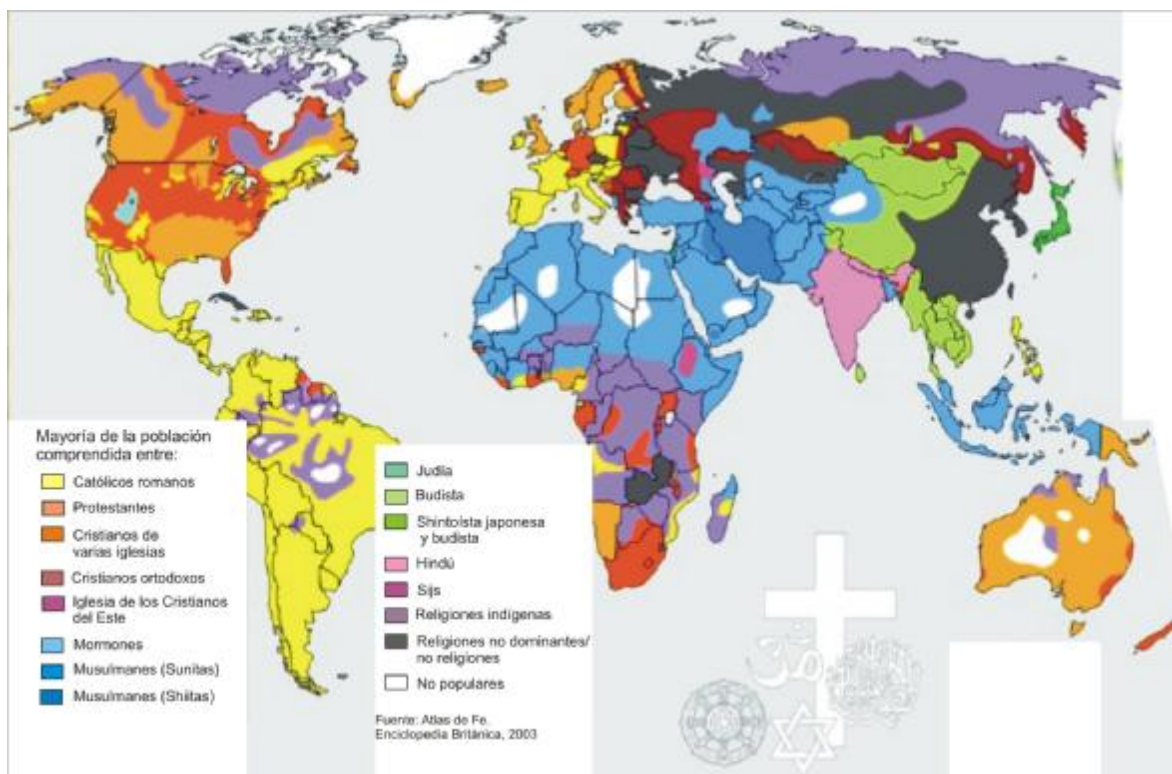 Mayoría de la población
comprendida entre:
Católicos romanos
Protestantes
Cristianos de
varias iglesias
Cristianos ortodoxos
Iglesia de los Cristianos
del Este
Mormones
Musulmanes (Sunitas)
Musulmanes (Shiitas)
Judía
Budista
Shintoísta japonesa
y budista
Hindú
Sijs
Religiones indígenas
Religiones no dominantes/
no religiones
No populares
Fuente: Atlas de Fe.
Enciclopedia Británica, 2003